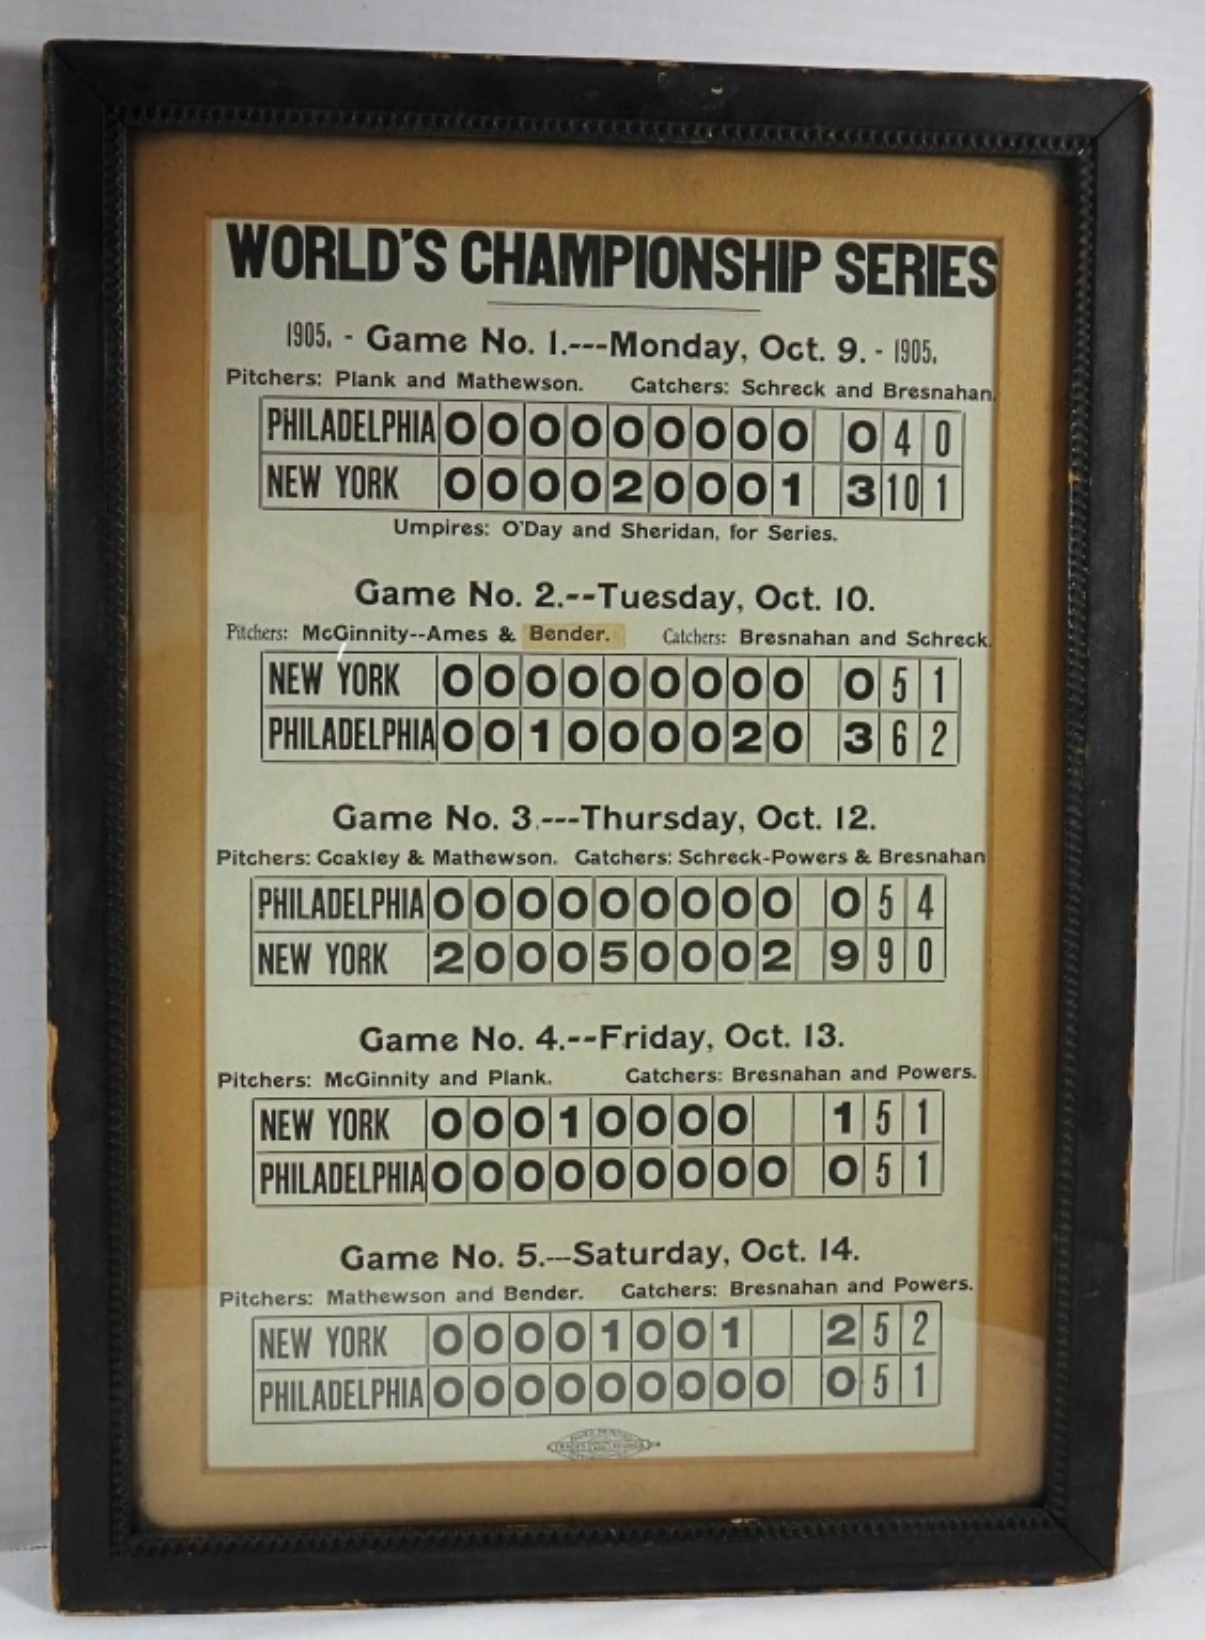 WORLD'S CHAMPIONSHIP SERIES
1905. - Game No. 1.---Monday, Oct. 9. - 1905.
Pitchers: Plank and Mathewson. Catchers: Schreck and Bresnahan.
PHILADELPHIA 0 0 0 0 0 0 0 0 0 0 4 0
NEW YORK 0 0 0 0 2 0 0 0 1 3 10 1
Umpires: O'Day and Sheridan, for Series.
Game No. 2.--Tuesday, Oct. 10.
Pitchers: McGinnity--Ames & Bender. Catchers: Bresnahan and Schreck.
NEW YORK 0 0 0 0 0 0 0 0 0 0 5 1
PHILADELPHIA 0 0 1 0 0 0 0 2 0 3 6 2
Game No. 3.---Thursday, Oct. 12.
Pitchers: Coakley & Mathewson. Catchers: Schreck-Powers & Bresnahan
PHILADELPHIA 0 0 0 0 0 0 0 0 0 0 5 4
NEW YORK 2 0 0 0 5 0 0 0 2 9 9 0
Game No. 4.--Friday, Oct. 13.
Pitchers: McGinnity and Plank. Catchers: Bresnahan and Powers.
NEW YORK 0 0 0 1 0 0 0 0 1 5 1
PHILADELPHIA 0 0 0 0 0 0 0 0 0 0 5 1
Game No. 5.---Saturday, Oct. 14.
Pitchers: Mathewson and Bender. Catchers: Bresnahan and Powers.
NEW YORK 0 0 0 0 1 0 0 1 2 5 2
PHILADELPHIA 0 0 0 0 0 0 0 0 0 0 5 1